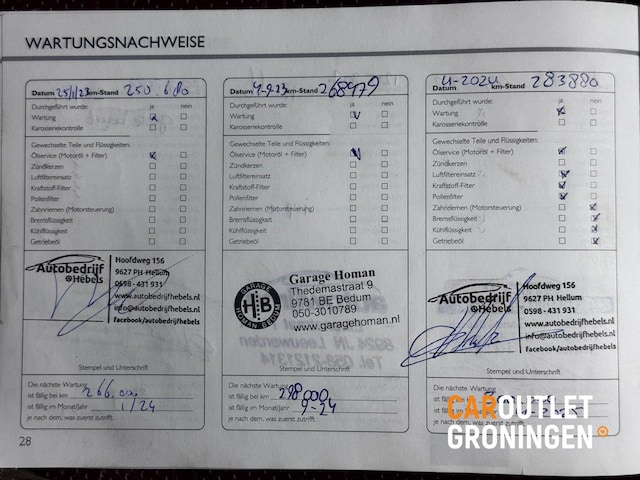 WARTUNGSNACHWEISE
Datum 25/1/23 km-Stand 250.680
Durchgeführt wurde: ja nein
Wartung
Karosseriekontrolle
Gewechselte Teile und Flüssigkeiten:
Ölservice (Motoröl + Filter)
Zündkerzen
Luftfiltereinsatz
Kraftstoff-Filter
Pollenfilter
Zahnriemen (Motorsteuerung)
Bremsflüssigkeit
Kühlflüssigkeit
Getriebeöl
Autobedrijf Hebels
Hoofdweg 156
9627 PH Hellum
0598 - 431 931
www.autobedrijfhebels.nl
info@autobedrijfhebels.nl
facebook/autobedrijfhebels
Stempel und Unterschrift
Die nächste Wartung
ist fällig bei km 266.000
ist fällig im Monat/Jahr 1/24
je nach dem, was zuerst zutrifft.
28
Datum 4-9-23 km-Stand 268479
Durchgeführt wurde: ja nein
Wartung
Karosseriekontrolle
Gewechselte Teile und Flüssigkeiten:
Ölservice (Motoröl + Filter)
Zündkerzen
Luftfiltereinsatz
Kraftstoff-Filter
Pollenfilter
Zahnriemen (Motorsteuerung)
Bremsflüssigkeit
Kühlflüssigkeit
Getriebeöl
GARAGE HOMAN BEDUM
HB
Garage Homan
Thedemastraat 9
9781 BE Bedum
050-3010789
www.garagehoman.nl
Stempel und Unterschrift
Die nächste Wartung
ist fällig bei km 298.000
ist fällig im Monat/Jahr 9-24
je nach dem, was zuerst zutrifft.
Datum 4-2024 km-Stand 283880
Durchgeführt wurde: ja nein
Wartung
Karosseriekontrolle
Gewechselte Teile und Flüssigkeiten:
Ölservice (Motoröl + Filter)
Zündkerzen
Luftfiltereinsatz
Kraftstoff-Filter
Pollenfilter
Zahnriemen (Motorsteuerung)
Bremsflüssigkeit
Kühlflüssigkeit
Getriebeöl
Autobedrijf Hebels
Hoofdweg 156
9627 PH Hellum
0598 - 431 931
www.autobedrijfhebels.nl
info@autobedrijfhebels.nl
facebook/autobedrijfhebels
Stempel und Unterschrift
Die nächste Wartung
ist fällig bei
ist fällig im
je nach dem, was zuerst zutrifft.
CAROUTLET
GRONINGEN